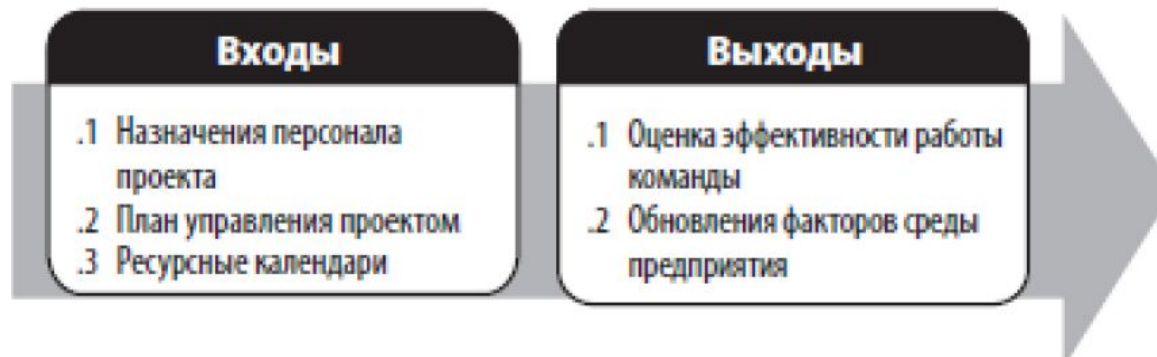 Входы
.1 Назначения персонала
проекта
.2 План управления проектом
.3 Ресурсные календари
Выходы
.1 Оценка эффективности работы
команды
.2 Обновления факторов среды
предприятия